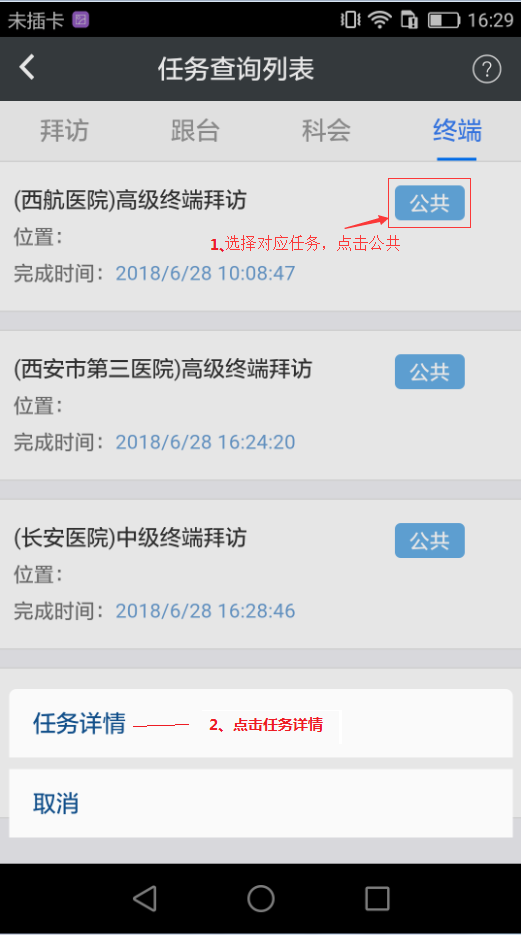 未插卡 16:29
任务查询列表 ?
拜访 跟台 科会 终端
(西航医院)高级终端拜访 公共
位置：
1、选择对应任务，点击公共
完成时间：2018/6/28 10:08:47
(西安市第三医院)高级终端拜访 公共
位置：
完成时间：2018/6/28 16:24:20
(长安医院)中级终端拜访 公共
位置：
完成时间：2018/6/28 16:28:46
任务详情 2、点击任务详情
取消